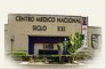 CENTRO MEDICO NACIONAL
SIGLO XXI